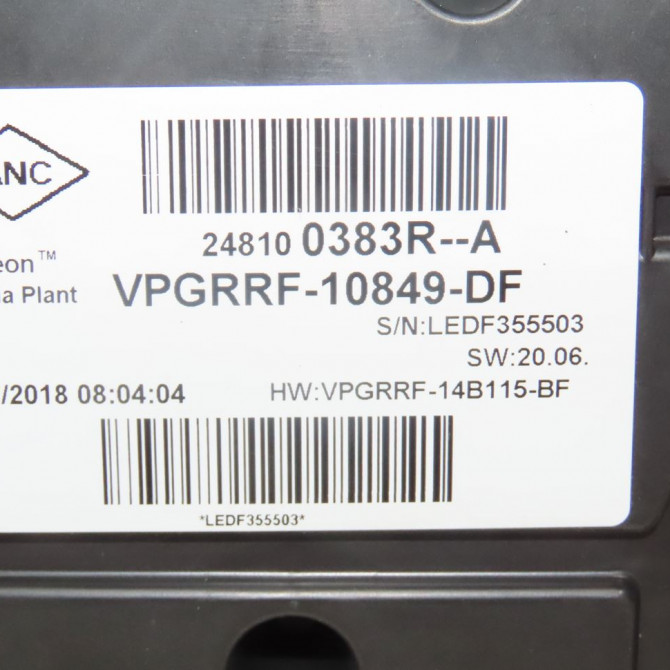 NC
24810 0383R--A
VPGRRF-10849-DF
eon™
a Plant
S/N:LEDF355503
SW:20.06.
/2018 08:04:04
HW:VPGRRF-14B115-BF
*LEDF355503*